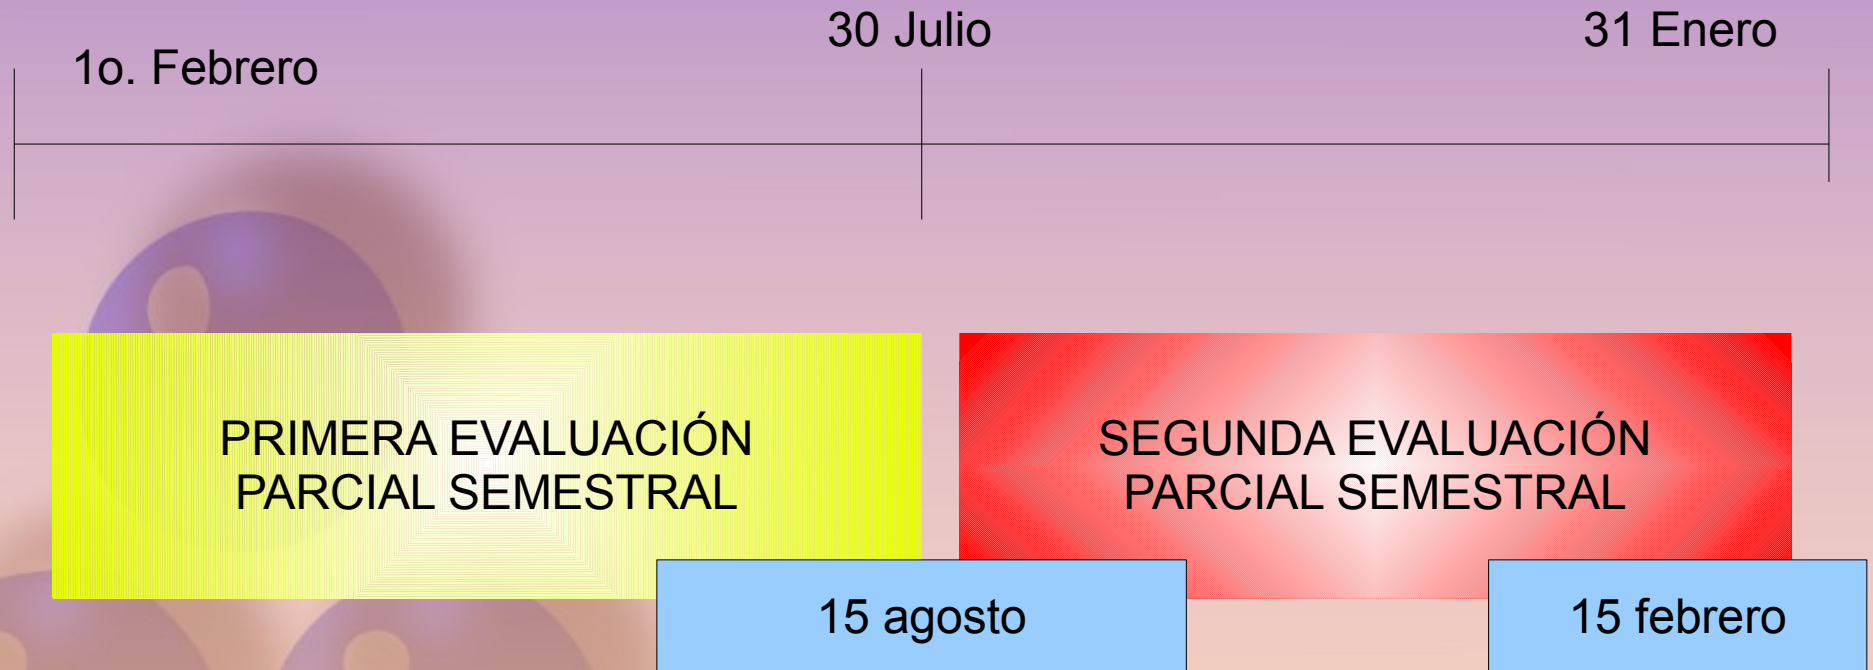 1o. Febrero
30 Julio
31 Enero
PRIMERA EVALUACIÓN
PARCIAL SEMESTRAL
SEGUNDA EVALUACIÓN
PARCIAL SEMESTRAL
15 agosto
15 febrero